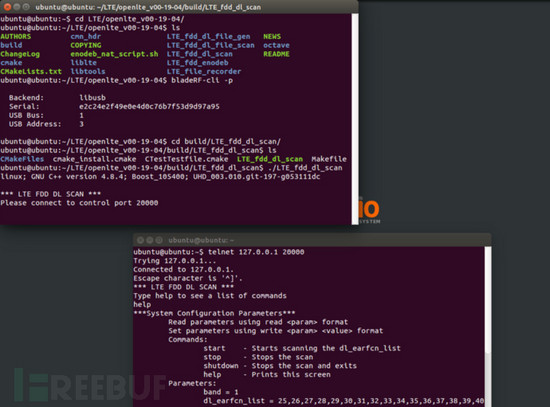 ubuntu@ubuntu: ~/LTE/openlte_v00-19-04/build/LTE_fdd_dl_scan
ubuntu@ubuntu:~$ cd LTE/openlte_v00-19-04/
ubuntu@ubuntu:~/LTE/openlte_v00-19-04$ ls
AUTHORS cmn_hdr LTE_fdd_dl_file_gen NEWS
build COPYING LTE_fdd_dl_file_scan octave
ChangeLog enodeb_nat_script.sh LTE_fdd_dl_scan README
cmake liblte LTE_fdd_enodeb
CMakeLists.txt libtools LTE_file_recorder
ubuntu@ubuntu:~/LTE/openlte_v00-19-04$ bladeRF-cli -p
Backend: libusb
Serial: e2c24e2f49e0e4d0c76b7f53d9d97a95
USB Bus: 1
USB Address: 3
ubuntu@ubuntu:~/LTE/openlte_v00-19-04$ cd build/LTE_fdd_dl_scan/
ubuntu@ubuntu:~/LTE/openlte_v00-19-04/build/LTE_fdd_dl_scan$ ls
CMakeFiles cmake_install.cmake CTestTestfile.cmake LTE_fdd_dl_scan Makefile
ubuntu@ubuntu:~/LTE/openlte_v00-19-04/build/LTE_fdd_dl_scan$ ./LTE_fdd_dl_scan
linux; GNU C++ version 4.8.4; Boost_105400; UHD_003.010.git-197-g053111dc
*** LTE FDD DL SCAN ***
Please connect to control port 20000
io
SYSTEM
ubuntu@ubuntu: ~
ubuntu@ubuntu:~$ telnet 127.0.0.1 20000
Trying 127.0.0.1...
Connected to 127.0.0.1.
Escape character is '^]'.
*** LTE FDD DL SCAN ***
Type help to see a list of commands
help
***System Configuration Parameters***
Read parameters using read <param> format
Set parameters using write <param> <value> format
Commands:
start - Starts scanning the dl_earfcn_list
stop - Stops the scan
shutdown - Stops the scan and exits
help - Prints this screen
Parameters:
band = 1
dl_earfcn_list = 25,26,27,28,29,30,31,32,33,34,35,36,37,38,39,40
FREEBUF